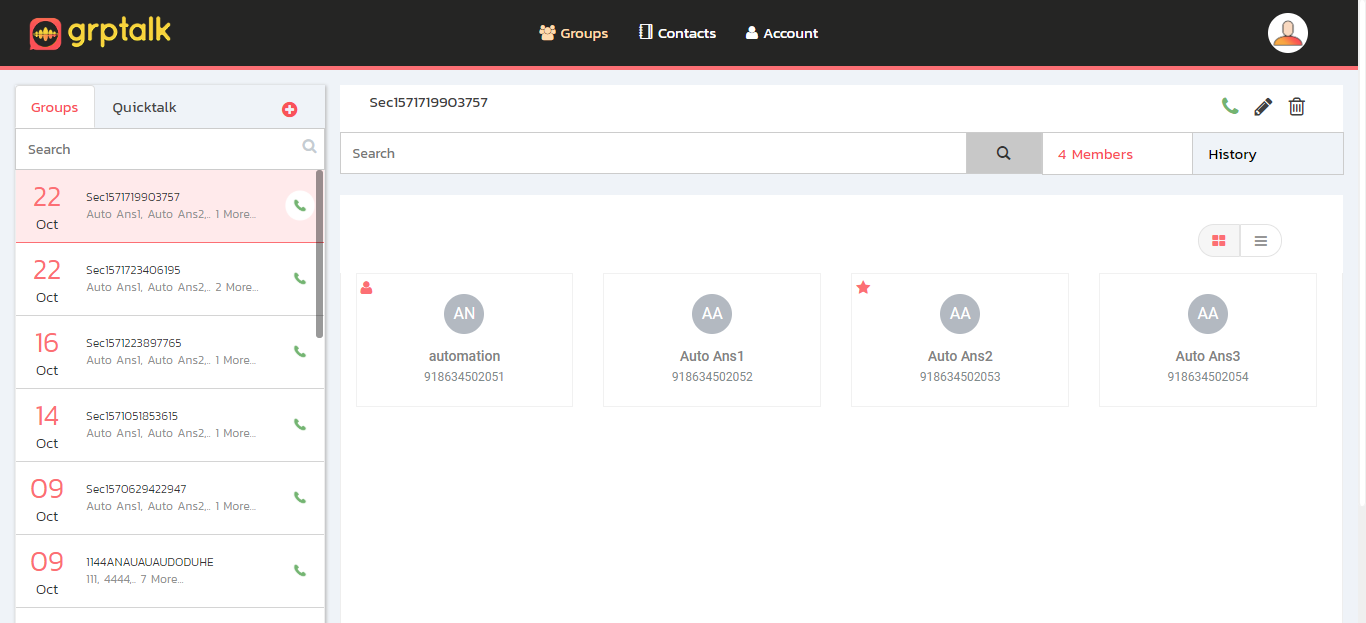 grptalk
Groups Contacts Account
Groups Quicktalk
Search
22
Oct
Sec1571719903757
Auto Ans1, Auto Ans2,.. 1 More...
22
Oct
Sec1571723406195
Auto Ans1, Auto Ans2,.. 2 More...
16
Oct
Sec1571223897765
Auto Ans1, Auto Ans2,.. 1 More...
14
Oct
Sec1571051853615
Auto Ans1, Auto Ans2,.. 1 More...
09
Oct
Sec1570629422947
Auto Ans1, Auto Ans2,.. 1 More...
09
Oct
1144ANAUAUAUDODUHE
111, 4444,.. 7 More...
Sec1571719903757
Search
4 Members
History
AN
automation
918634502051
AA
Auto Ans1
918634502052
AA
Auto Ans2
918634502053
AA
Auto Ans3
918634502054